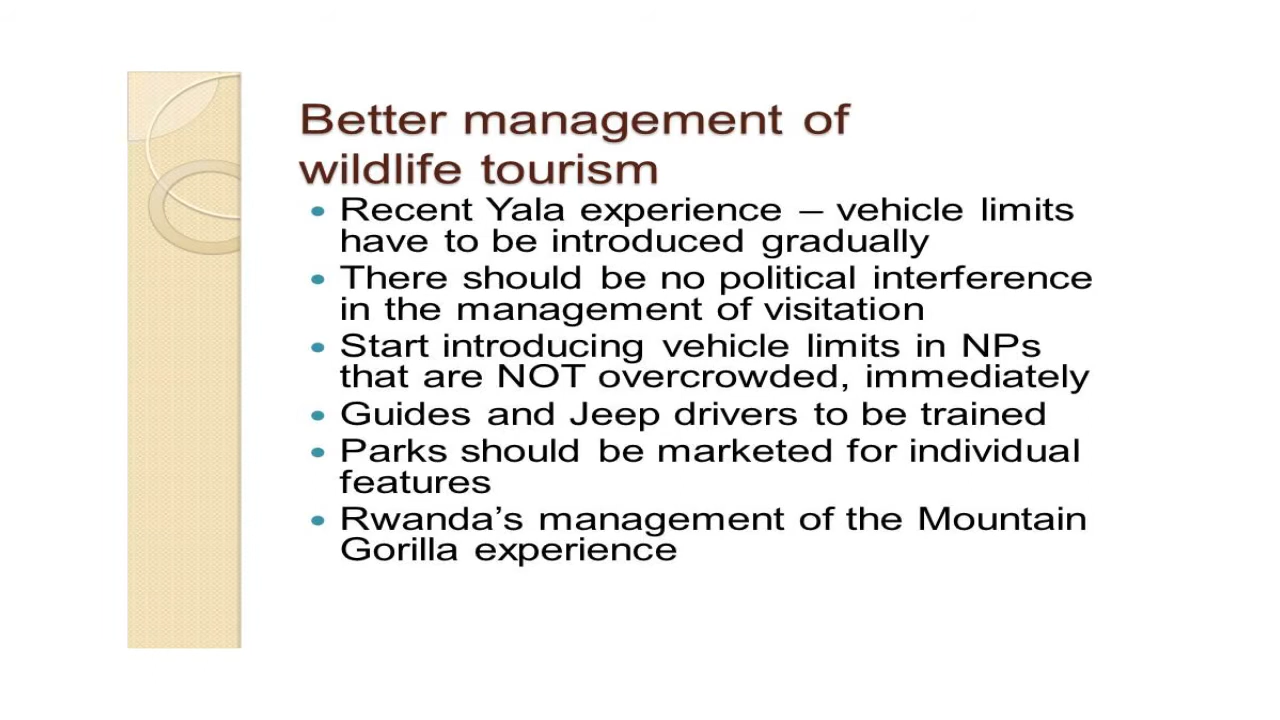 Better management of
wildlife tourism
• Recent Yala experience – vehicle limits
have to be introduced gradually
• There should be no political interference
in the management of visitation
• Start introducing vehicle limits in NPs
that are NOT overcrowded, immediately
• Guides and Jeep drivers to be trained
• Parks should be marketed for individual
features
• Rwanda’s management of the Mountain
Gorilla experience